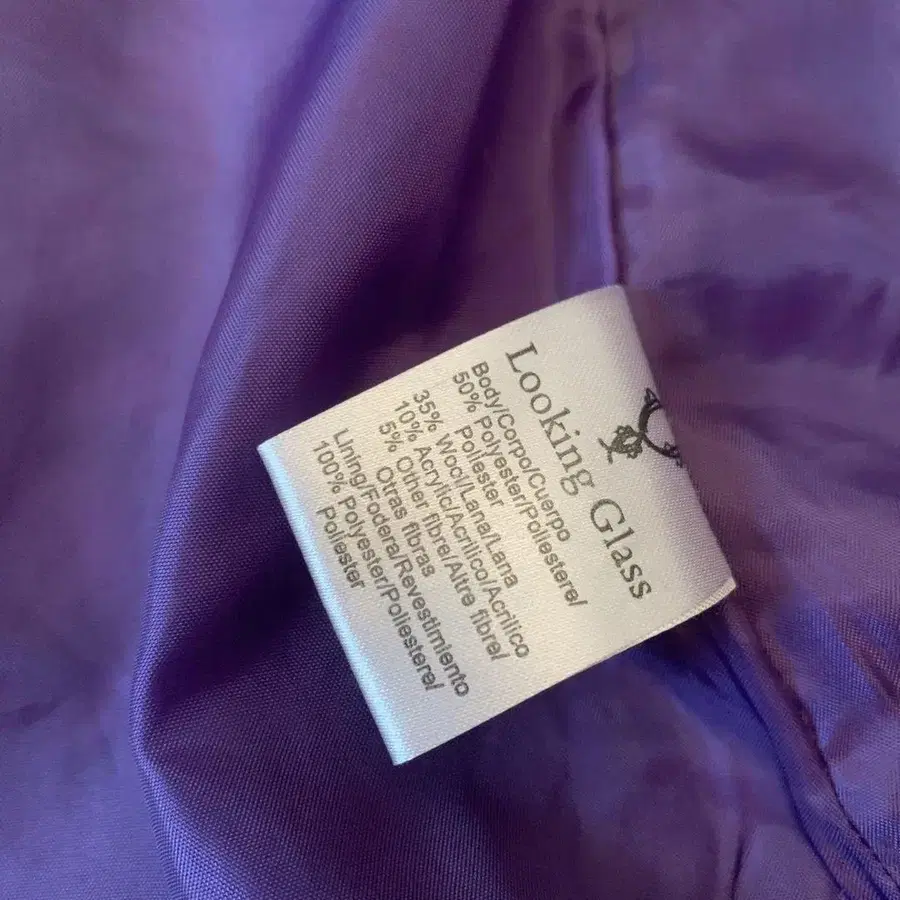 Looking Glass
Body/Corpo/Cuerpo
50% Polyester/Poliestere/
Poliester
35% Wool/Lana/Lana
10% Acrylic/Acrilico/Acrilico
5% Other fibre/Altre fibre/
Otras fibras
Lining/Fodera/Revestimiento
100% Polyester/Poliestere/
Poliester